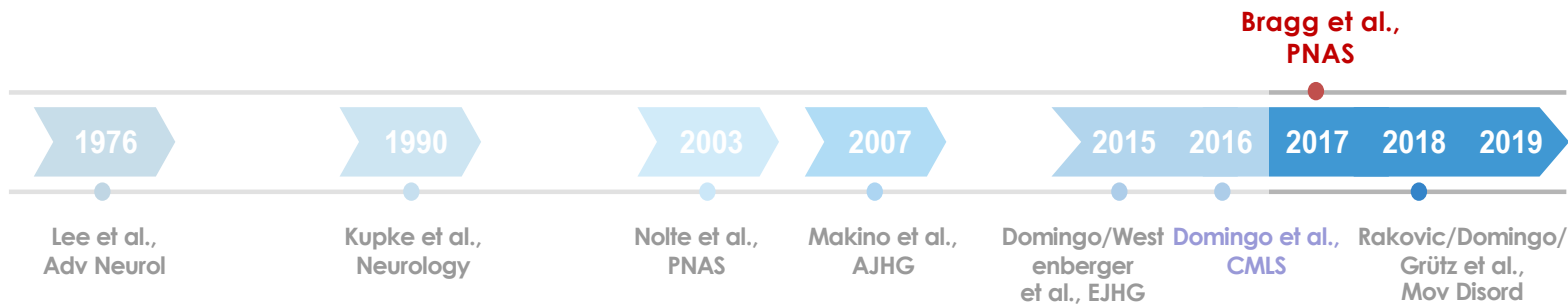 Bragg et al.,
PNAS
1976
1990
2003
2007
2015
2016
2017
2018
2019
Lee et al.,
Adv Neurol
Kupke et al.,
Neurology
Nolte et al.,
PNAS
Makino et al.,
AJHG
Domingo/West
enberger
et al., EJHG
Domingo et al.,
CMLS
Rakovic/Domingo/
Grütz et al.,
Mov Disord